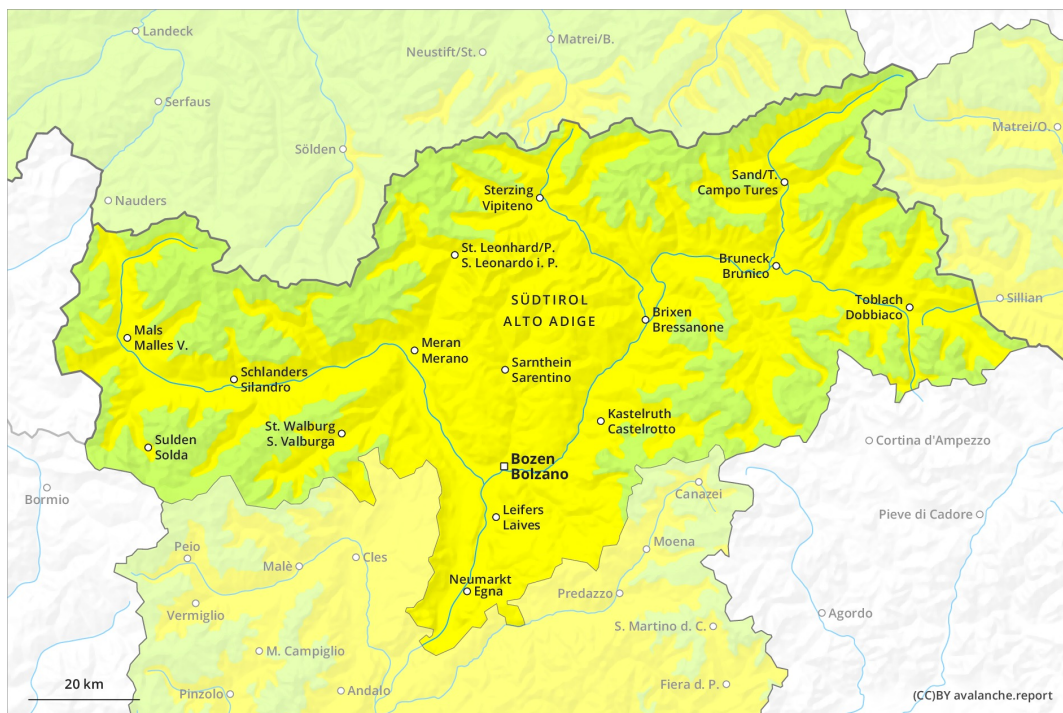 Landeck
Matrei/B.
Neustift/St.
Serfaus
Matrei/O.
Sölden
Sand/T.
Campo Tures
Sterzing
Vipiteno
Nauders
St. Leonhard/P.
S. Leonardo i. P.
Bruneck
Brunico
SÜDTIROL
ALTO ADIGE
Toblach
Dobbiaco
Sillian
Brixen
Bressanone
Mals
Malles V.
Meran
Merano
Sarnthein
Sarentino
Schlanders
Silandro
Kastelruth
Castelrotto
St. Walburg
S. Valburga
Sulden
Solda
Cortina d'Ampezzo
Bozen
Bolzano
Bormio
Canazei
Leifers
Laives
Pieve di Cadore
Peio
Cles
Moena
Malè
Neumarkt
Egna
Predazzo
Vermiglio
Agordo
S. Martino d. C.
M. Campiglio
20 km
Pinzolo
Andalo
Fiera d. P.
(CC)BY avalanche.report